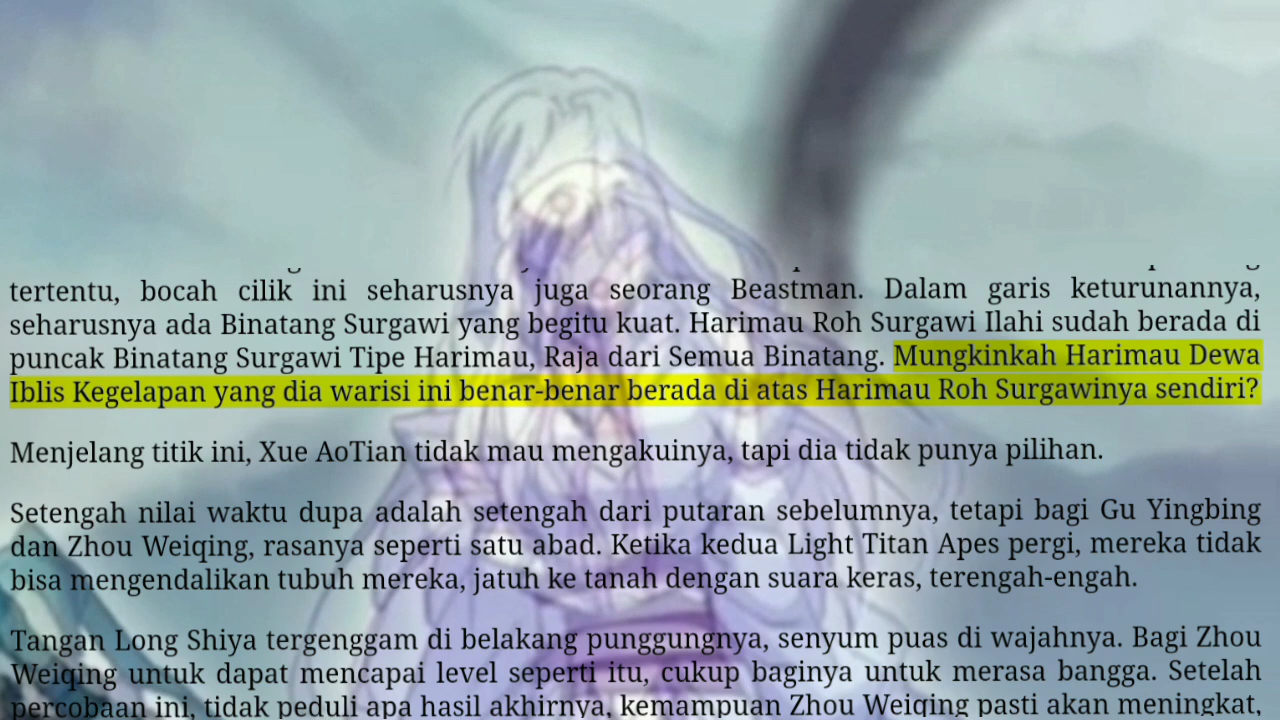 tertentu, bocah cilik ini seharusnya juga seorang Beastman. Dalam garis keturunannya,
seharusnya ada Binatang Surgawi yang begitu kuat. Harimau Roh Surgawi Ilahi sudah berada di
puncak Binatang Surgawi Tipe Harimau, Raja dari Semua Binatang. Mungkinkah Harimau Dewa
Iblis Kegelapan yang dia warisi ini benar-benar berada di atas Harimau Roh Surgawinya sendiri?
Menjelang titik ini, Xue AoTian tidak mau mengakuinya, tapi dia tidak punya pilihan.
Setengah nilai waktu dupa adalah setengah dari putaran sebelumnya, tetapi bagi Gu Yingbing
dan Zhou Weiqing, rasanya seperti satu abad. Ketika kedua Light Titan Apes pergi, mereka tidak
bisa mengendalikan tubuh mereka, jatuh ke tanah dengan suara keras, terengah-engah.
Tangan Long Shiya tergenggam di belakang punggungnya, senyum puas di wajahnya. Bagi Zhou
Weiqing untuk dapat mencapai level seperti itu, cukup baginya untuk merasa bangga. Setelah
percobaan ini, tidak peduli apa hasil akhirnya, kemampuan Zhou Weiqing pasti akan meningkat,